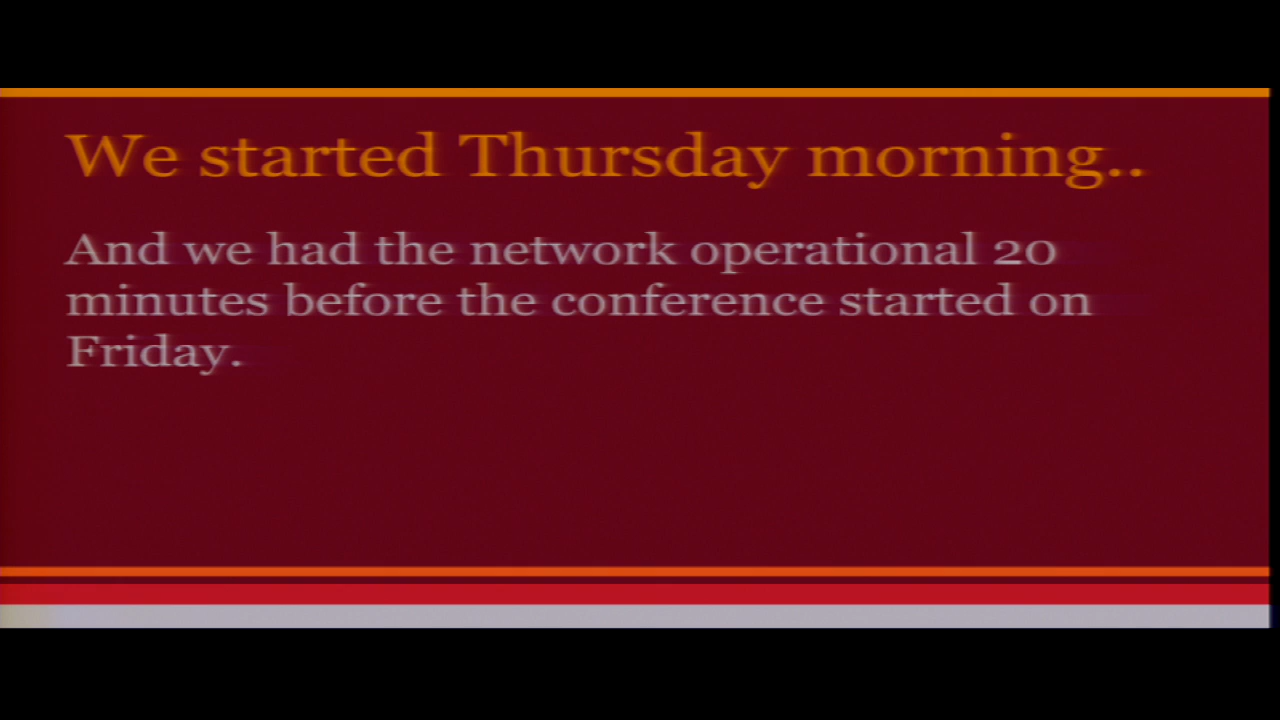 We started Thursday morning..
And we had the network operational 20
minutes before the conference started on
Friday.